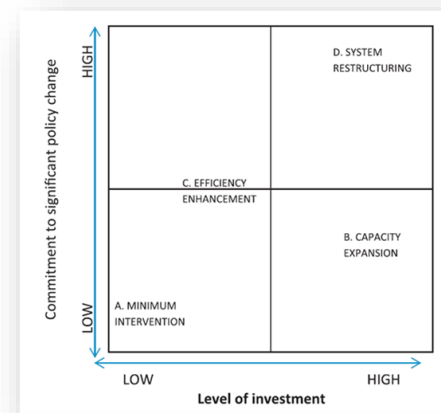 Commitment to significant policy change
HIGH
LOW
D. SYSTEM
RESTRUCTURING
C. EFFICIENCY
ENHANCEMENT
B. CAPACITY
EXPANSION
A. MINIMUM
INTERVENTION
LOW
HIGH
Level of investment